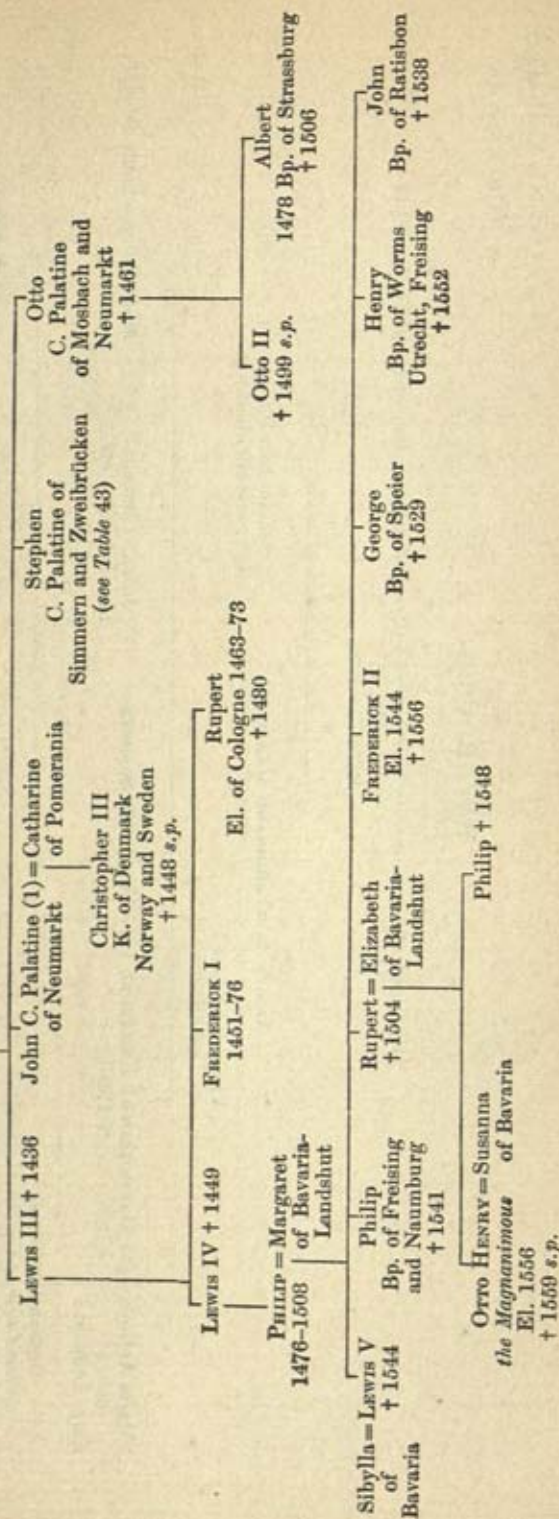 LEWIS III † 1436
John C. Palatine (1) = Catharine
of Neumarkt
of Pomerania
Christopher III
K. of Denmark
Norway and Sweden
† 1448 s.p.
Stephen
C. Palatine of
Simmern and Zweibrücken
(see Table 43)
Otto
C. Palatine
of Mosbach and
Neumarkt
† 1461
LEWIS IV † 1449
FREDERICK I
1451–76
Rupert
El. of Cologne 1463–73
† 1480
Otto II
† 1499 s.p.
Albert
1478 Bp. of Strassburg
† 1506
PHILIP = Margaret
1476–1508
of Bavaria-
Landshut
Sibylla = LEWIS V
of
Bavaria
† 1544
Philip
Bp. of Freising
and Naumburg
† 1541
Rupert = Elizabeth
† 1504
of Bavaria-
Landshut
FREDERICK II
El. 1544
† 1556
George
Bp. of Speier
† 1529
Henry
Bp. of Worms
Utrecht, Freising
† 1552
John
Bp. of Ratisbon
† 1538
OTTO HENRY = Susanna
the Magnanimous of Bavaria
El. 1556
† 1559 s.p.
Philip † 1548